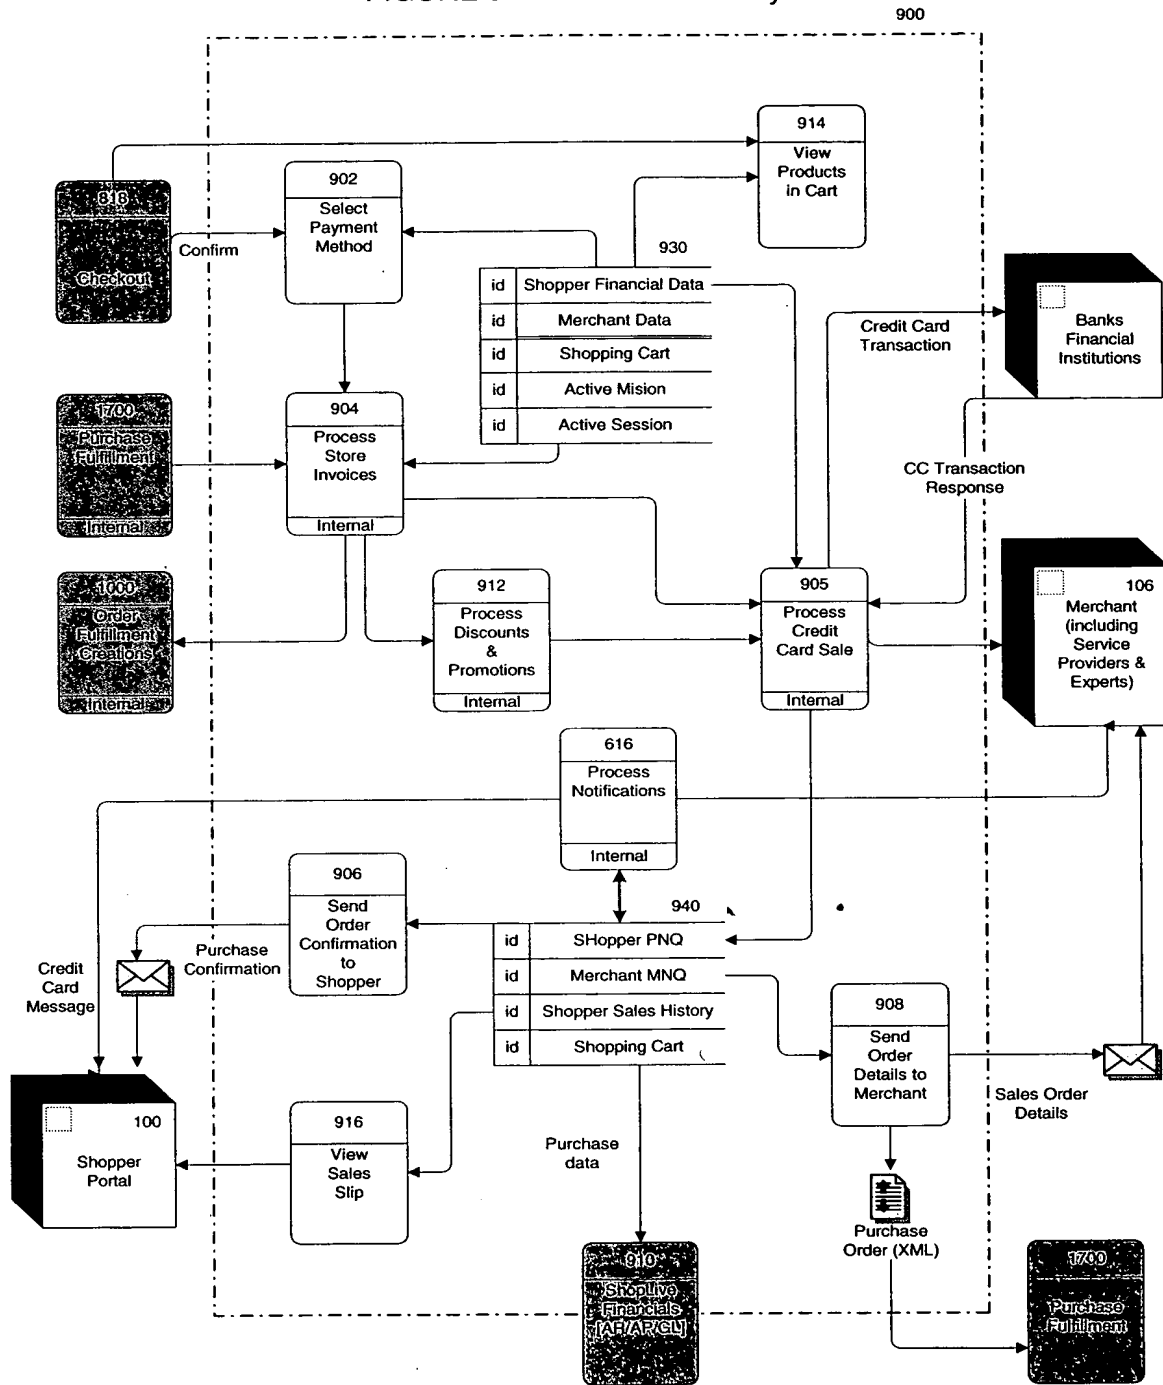 900
914
View
Products
in Cart
818
Checkout
Confirm
902
Select
Payment
Method
930
id Shopper Financial Data
id Merchant Data
id Shopping Cart
id Active Mision
id Active Session
Credit Card
Transaction
Banks
Financial
Institutions
1700
Purchase
Fulfillment
Internal
904
Process
Store
Invoices
Internal
CC Transaction
Response
1000
Order
Fulfillment
Creations
Internal
912
Process
Discounts
&
Promotions
Internal
905
Process
Credit
Card Sale
Internal
106
Merchant
(including
Service
Providers &
Experts)
616
Process
Notifications
Internal
906
Send
Order
Confirmation
to
Shopper
Purchase
Confirmation
Credit
Card
Message
940
id SHopper PNQ
id Merchant MNQ
id Shopper Sales History
id Shopping Cart
908
Send
Order
Details to
Merchant
Sales Order
Details
100
Shopper
Portal
916
View
Sales
Slip
Purchase
data
Purchase
Order (XML)
910
ShopLive
Financials
[AR/AP/GL]
1700
Purchase
Fulfillment